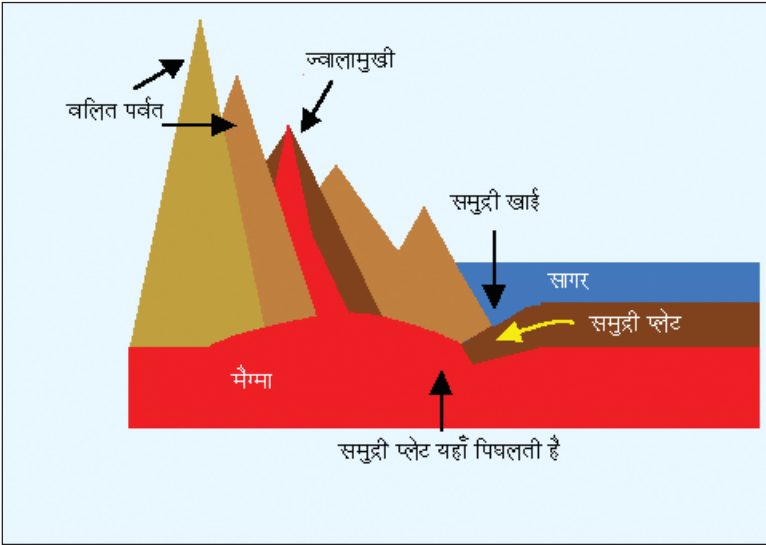 ज्वालामुखी
वलित पर्वत
समुद्री खाई
सागर
समुद्री प्लेट
मैग्मा
समुद्री प्लेट यहाँ पिघलती है